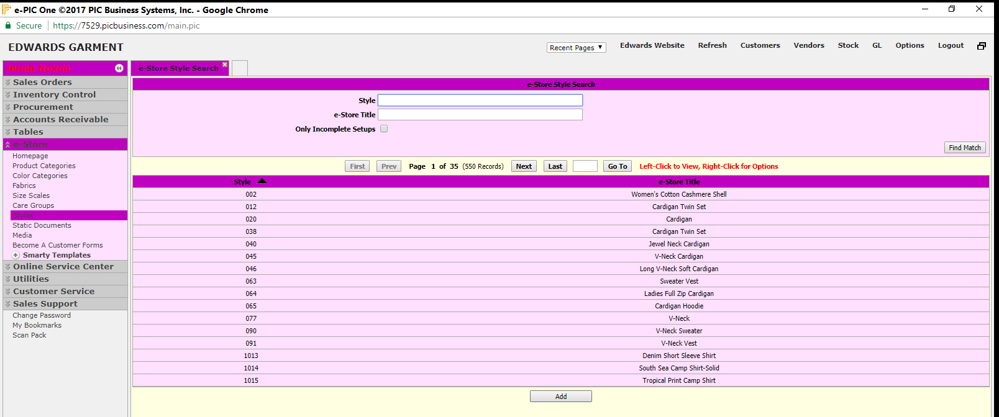 e-PIC One ©2017 PIC Business Systems, Inc. - Google Chrome
Secure https://7529.picbusiness.com/main.pic
EDWARDS GARMENT
Recent Pages ▼ Edwards Website Refresh Customers Vendors Stock GL Options Logout
Jenna Noxon
Sales Orders
Inventory Control
Procurement
Accounts Receivable
Tables
e-Store
Homepage
Product Categories
Color Categories
Fabrics
Size Scales
Care Groups
Styles
Static Documents
Media
Become A Customer Forms
Smarty Templates
Online Service Center
Utilities
Customer Service
Sales Support
Change Password
My Bookmarks
Scan Pack
e-Store Style Search
e-Store Style Search
Style
e-Store Title
Only Incomplete Setups
Find Match
First Prev Page 1 of 35 (550 Records) Next Last Go To Left-Click to View, Right-Click for Options
Style e-Store Title
002 Women's Cotton Cashmere Shell
012 Cardigan Twin Set
020 Cardigan
038 Cardigan Twin Set
040 Jewel Neck Cardigan
045 V-Neck Cardigan
046 Long V-Neck Soft Cardigan
063 Sweater Vest
064 Ladies Full Zip Cardigan
065 Cardigan Hoodie
077 V-Neck
090 V-Neck Sweater
091 V-Neck Vest
1013 Denim Short Sleeve Shirt
1014 South Sea Camp Shirt-Solid
1015 Tropical Print Camp Shirt
Add